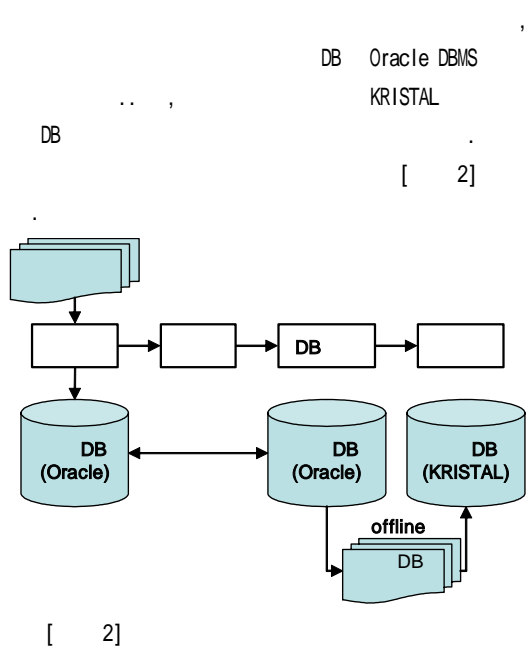 ,
DB Oracle DBMS
.. , KRISTAL
DB .
[ 2]
.
DB
DB
(Oracle)
DB
(Oracle)
DB
(KRISTAL)
offline
DB
[ 2]